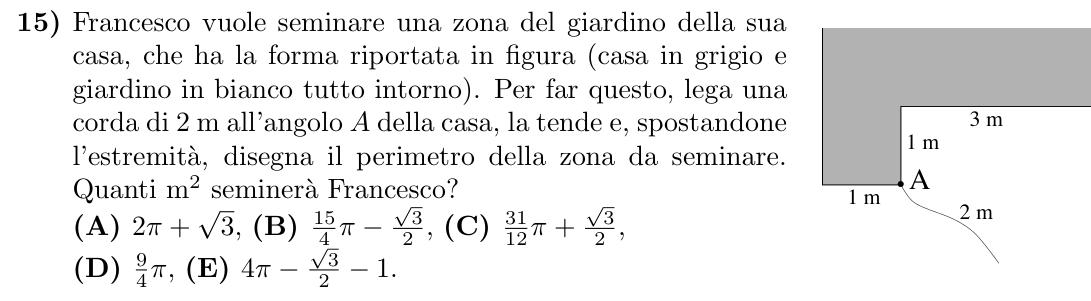 15) Francesco vuole seminare una zona del giardino della sua
casa, che ha la forma riportata in figura (casa in grigio e
giardino in bianco tutto intorno). Per far questo, lega una
corda di 2 m all'angolo A della casa, la tende e, spostandone
l'estremità, disegna il perimetro della zona da seminare.
Quanti m² seminerà Francesco?
(A) 2π + √3, (B) 15/4 π − √3/2, (C) 31/12 π + √3/2,
(D) 9/4 π, (E) 4π − √3/2 − 1.
3 m
1 m
A
1 m
2 m